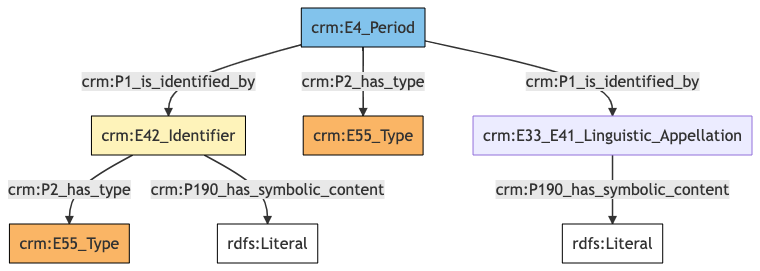 crm:E4_Period
crm:P1_is_identified_by
crm:P2_has_type
crm:P1_is_identified_by
crm:E42_Identifier
crm:E55_Type
crm:E33_E41_Linguistic_Appellation
crm:P2_has_type
crm:P190_has_symbolic_content
crm:P190_has_symbolic_content
crm:E55_Type
rdfs:Literal
rdfs:Literal